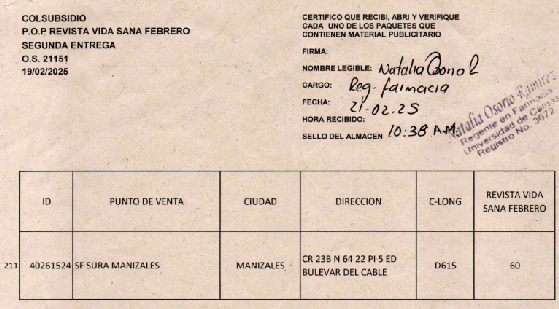 COLSUBSIDIO
P.O.P REVISTA VIDA SANA FEBRERO
SEGUNDA ENTREGA
O.S. 21151
19/02/2025
CERTIFICO QUE RECIBI, ABRI Y VERIFIQUE
CADA UNO DE LOS PAQUETES QUE
CONTIENEN MATERIAL PUBLICITARIO
FIRMA:
NOMBRE LEGIBLE: Natalia Osorio R
CARGO: Reg. farmacia
FECHA: 21-02.25
HORA RECIBIDO:
SELLO DEL ALMACEN 10:38 A.M
Natalia Osorio Ramirez
Regente en Farmacia
Universidad de
Registro No. 3672
ID PUNTO DE VENTA CIUDAD DIRECCION C-LONG REVISTA VIDA
SANA FEBRERO
211 40261524 SF SURA MANIZALES MANIZALES CR 23B N 64 22 PI 5 ED
BULEVAR DEL CABLE D615 60